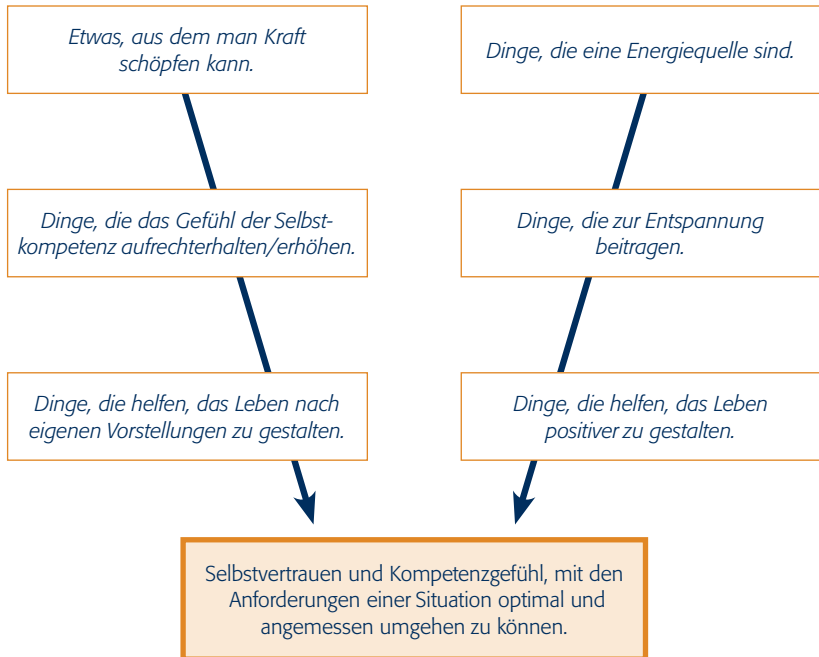 Etwas, aus dem man Kraft
schöpfen kann.
Dinge, die eine Energiequelle sind.
Dinge, die das Gefühl der Selbst-
kompetenz aufrechterhalten/erhöhen.
Dinge, die zur Entspannung
beitragen.
Dinge, die helfen, das Leben nach
eigenen Vorstellungen zu gestalten.
Dinge, die helfen, das Leben
positiver zu gestalten.
Selbstvertrauen und Kompetenzgefühl, mit den
Anforderungen einer Situation optimal und
angemessen umgehen zu können.